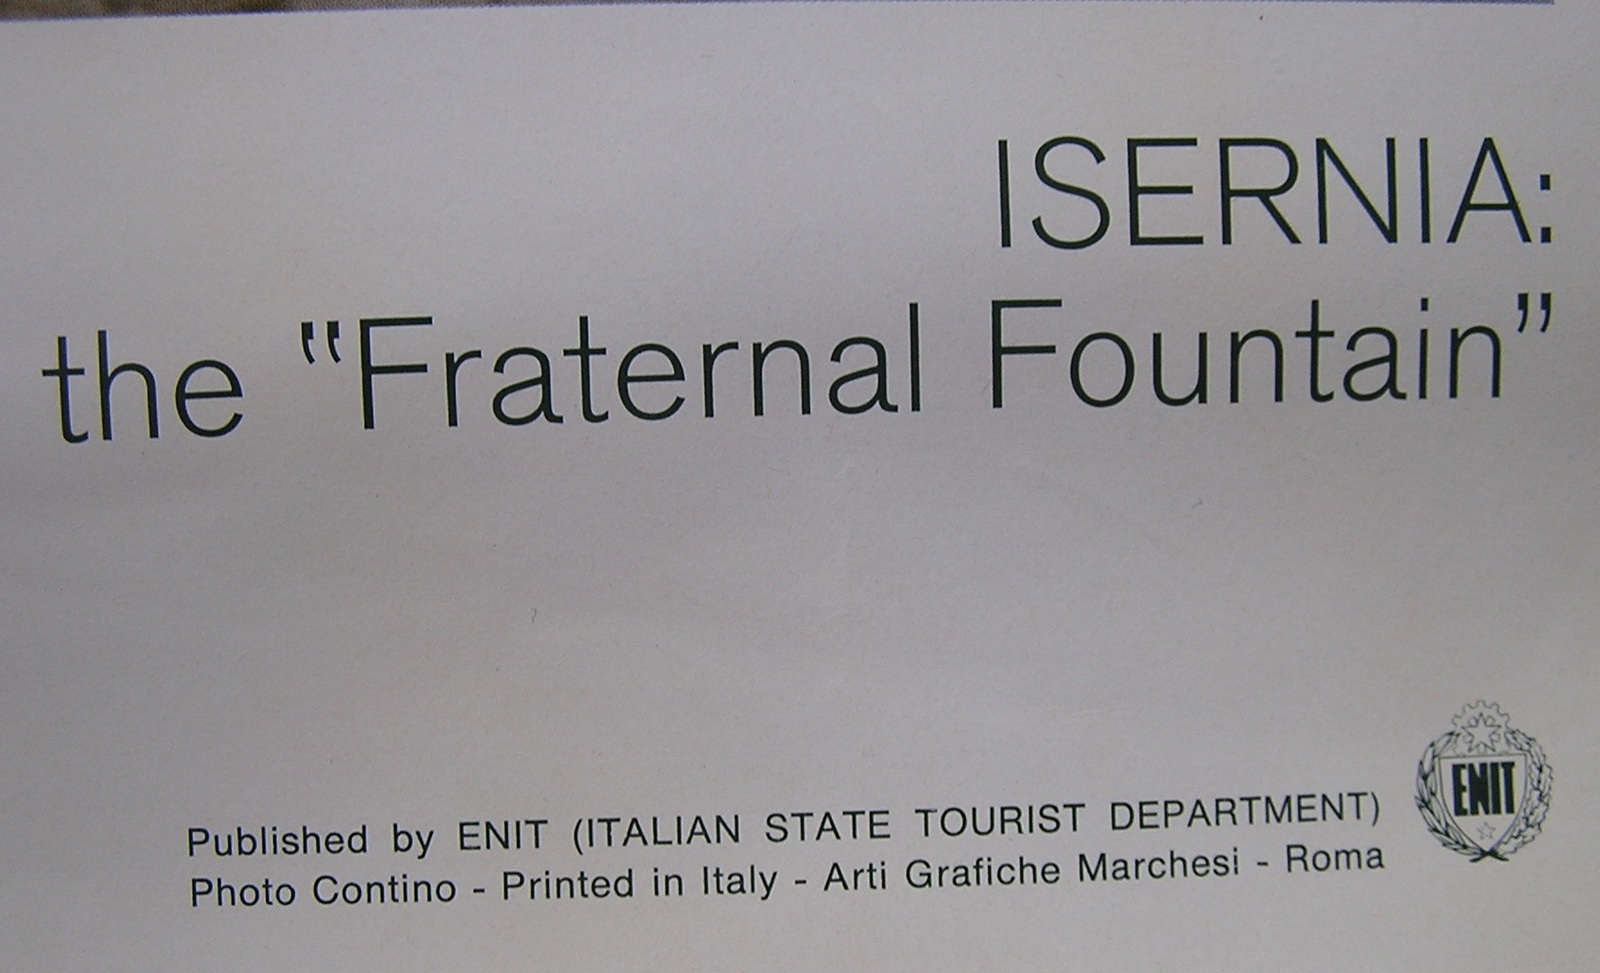 ISERNIA:
the "Fraternal Fountain"
Published by ENIT (ITALIAN STATE TOURIST DEPARTMENT)
Photo Contino - Printed in Italy - Arti Grafiche Marchesi - Roma
ENIT